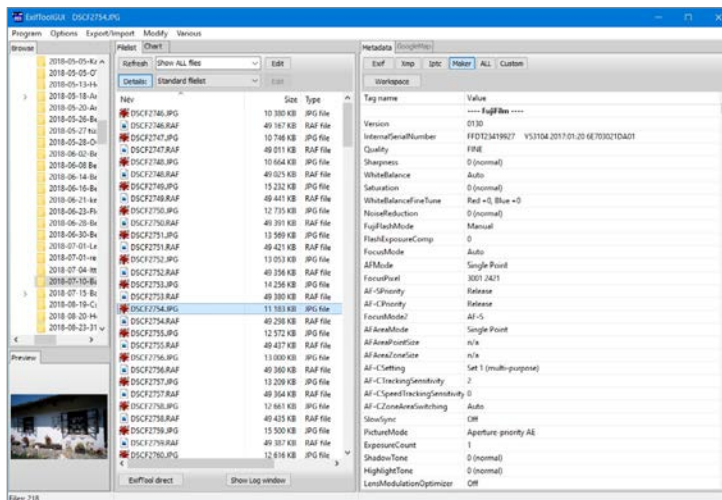 ExifToolGUI - DSCF2754.JPG
Program Options Export/Import Modify Various
Browse
2018-05-05-Ka
2018-05-05-O'
2018-05-13-H
2018-05-18-Ar
2018-05-20-Ar
2018-05-26-Be
2018-05-27
2018-05-28-O
2018-06-02-Be
2018-06-08 Be
2018-06-14-Be
2018-06-16-Be
2018-06-21-ke
2018-06-23-Fl
2018-06-28-Be
2018-06-30-Be
2018-07-01-Le
2018-07-01-re
2018-07-04
2018-07-10-Ba
2018-07-15-Ba
2018-08-19-Ca
2018-08-20-H
2018-08-23-31
Preview
Files: 218
Filelist Chart
Refresh Show ALL files Edit
Details: Standard filelist Edit
Név Size Type
DSCF2746.JPG 10 380 KB JPG file
DSCF2746.RAF 49 167 KB RAF file
DSCF2747.JPG 10 746 KB JPG file
DSCF2747.RAF 49 011 KB RAF file
DSCF2748.JPG 10 664 KB JPG file
DSCF2748.RAF 49 025 KB RAF file
DSCF2749.JPG 15 232 KB JPG file
DSCF2749.RAF 49 441 KB RAF file
DSCF2750.JPG 12 735 KB JPG file
DSCF2750.RAF 49 391 KB RAF file
DSCF2751.JPG 13 569 KB JPG file
DSCF2751.RAF 49 421 KB RAF file
DSCF2752.JPG 13 053 KB JPG file
DSCF2752.RAF 49 356 KB RAF file
DSCF2753.JPG 14 256 KB JPG file
DSCF2753.RAF 49 380 KB RAF file
DSCF2754.JPG 11 183 KB JPG file
DSCF2754.RAF 49 298 KB RAF file
DSCF2755.JPG 12 572 KB JPG file
DSCF2755.RAF 49 437 KB RAF file
DSCF2756.JPG 13 000 KB JPG file
DSCF2756.RAF 49 360 KB RAF file
DSCF2757.JPG 13 209 KB JPG file
DSCF2757.RAF 49 364 KB RAF file
DSCF2758.JPG 12 661 KB JPG file
DSCF2758.RAF 49 435 KB RAF file
DSCF2759.JPG 15 500 KB JPG file
DSCF2759.RAF 49 387 KB RAF file
DSCF2760.JPG 12 616 KB JPG file
ExifTool direct Show Log window
Metadata GoogleMap
Exif Xmp Iptc Maker ALL Custom
Workspace
Tag name Value
---- FujiFilm ----
Version 0130
InternalSerialNumber FFD123419927 Y53104 2017:01:20 6E703021DA01
Quality FINE
Sharpness 0 (normal)
WhiteBalance Auto
Saturation 0 (normal)
WhiteBalanceFineTune Red +0, Blue +0
NoiseReduction 0 (normal)
FujiFlashMode Manual
FlashExposureComp 0
FocusMode Auto
AFMode Single Point
FocusPixel 3001 2421
AF-SPriority Release
AF-CPriority Release
FocusMode2 AF-S
AFAreaMode Single Point
AFAreaPointSize n/a
AFAreaZoneSize n/a
AF-CSetting Set 1 (multi-purpose)
AF-CTrackingSensitivity 2
AF-CSpeedTrackingSensitivity 0
AF-CZoneAreaSwitching Auto
SlowSync Off
PictureMode Aperture-priority AE
ExposureCount 1
ShadowTone 0 (normal)
HighlightTone 0 (normal)
LensModulationOptimizer Off